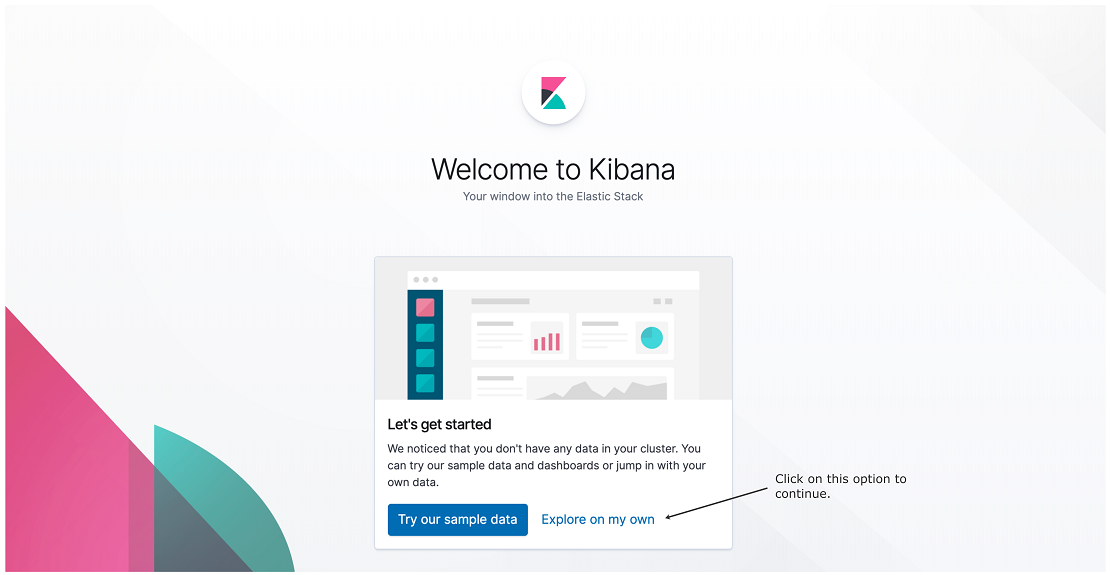 Welcome to Kibana
Your window into the Elastic Stack
Let's get started
We noticed that you don't have any data in your cluster. You
can try our sample data and dashboards or jump in with your
own data.
Try our sample data
Explore on my own
Click on this option to
continue.